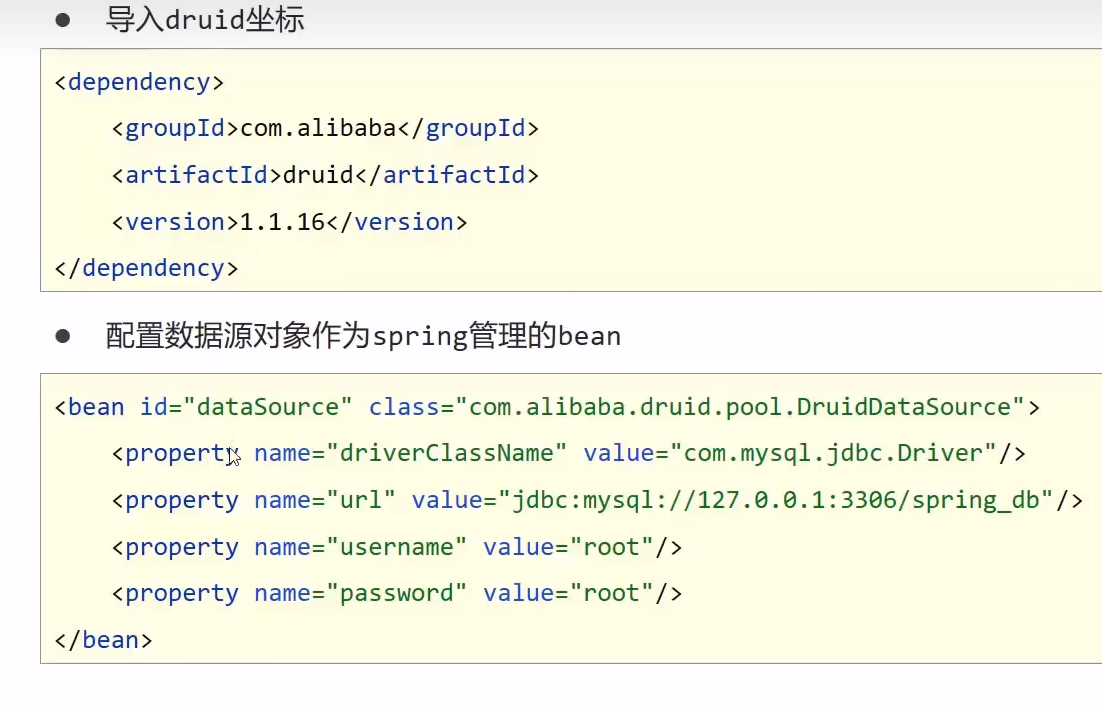 ● 导入druid坐标
<dependency>
    <groupId>com.alibaba</groupId>
    <artifactId>druid</artifactId>
    <version>1.1.16</version>
</dependency>
● 配置数据源对象作为spring管理的bean
<bean id="dataSource" class="com.alibaba.druid.pool.DruidDataSource">
    <property name="driverClassName" value="com.mysql.jdbc.Driver"/>
    <property name="url" value="jdbc:mysql://127.0.0.1:3306/spring_db"/>
    <property name="username" value="root"/>
    <property name="password" value="root"/>
</bean>